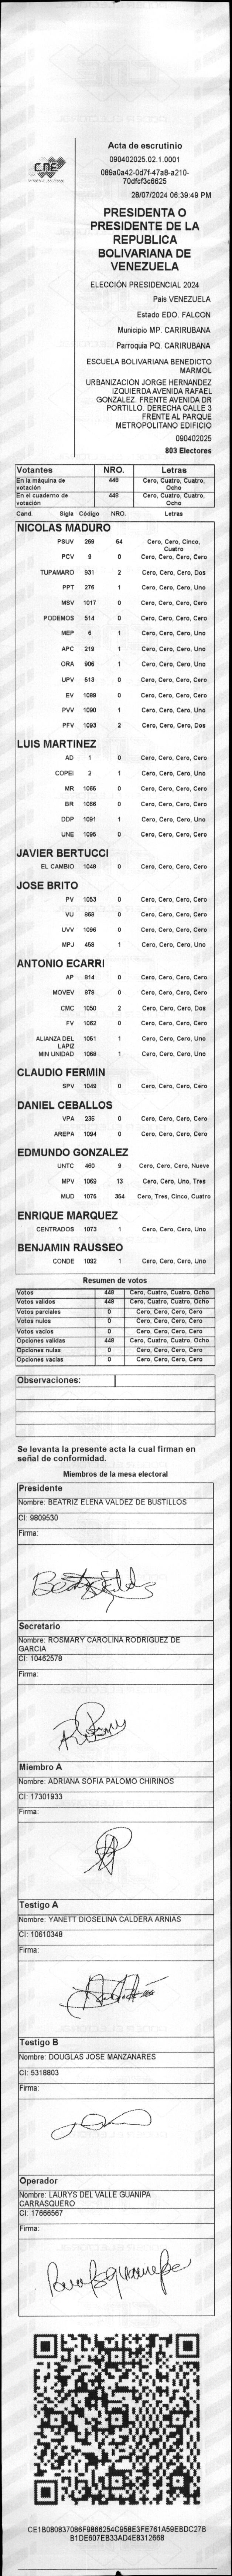 CNE
Acta de escrutinio
090402025.02.1.0001
089a0a42-0d7f-47a8-a210-
70dfcf3c6625
28/07/2024 06:39:49 PM
PRESIDENTA O
PRESIDENTE DE LA
REPUBLICA
BOLIVARIANA DE
VENEZUELA
ELECCIÓN PRESIDENCIAL 2024
País VENEZUELA
Estado EDO. FALCON
Municipio MP. CARIRUBANA
Parroquia PQ. CARIRUBANA
ESCUELA BOLIVARIANA BENEDICTO
MARMOL
URBANIZACION JORGE HERNANDEZ
IZQUIERDA AVENIDA RAFAEL
GONZALEZ. FRENTE AVENIDA DR
PORTILLO. DERECHA CALLE 3
FRENTE AL PARQUE
METROPOLITANO EDIFICIO
090402025
803 Electores
Votantes NRO. Letras
En la máquina de votación 448 Cero, Cuatro, Cuatro, Ocho
En el cuaderno de votación 448 Cero, Cuatro, Cuatro, Ocho
Cand. Sigla Código NRO. Letras
NICOLAS MADURO
PSUV 269 54 Cero, Cero, Cinco, Cuatro
PCV 9 0 Cero, Cero, Cero, Cero
TUPAMARO 931 2 Cero, Cero, Cero, Dos
PPT 276 1 Cero, Cero, Cero, Uno
MSV 1017 0 Cero, Cero, Cero, Cero
PODEMOS 514 0 Cero, Cero, Cero, Cero
MEP 6 1 Cero, Cero, Cero, Uno
APC 219 1 Cero, Cero, Cero, Uno
ORA 906 1 Cero, Cero, Cero, Uno
UPV 513 0 Cero, Cero, Cero, Cero
EV 1089 0 Cero, Cero, Cero, Cero
PVV 1090 1 Cero, Cero, Cero, Uno
PFV 1093 2 Cero, Cero, Cero, Dos
LUIS MARTINEZ
AD 1 0 Cero, Cero, Cero, Cero
COPEI 2 1 Cero, Cero, Cero, Uno
MR 1065 0 Cero, Cero, Cero, Cero
BR 1056 0 Cero, Cero, Cero, Cero
DDP 1091 1 Cero, Cero, Cero, Uno
UNE 1095 0 Cero, Cero, Cero, Cero
JAVIER BERTUCCI
EL CAMBIO 1048 0 Cero, Cero, Cero, Cero
JOSE BRITO
PV 1053 0 Cero, Cero, Cero, Cero
VU 969 0 Cero, Cero, Cero, Cero
UVV 1096 0 Cero, Cero, Cero, Cero
MPJ 458 1 Cero, Cero, Cero, Uno
ANTONIO ECARRI
AP 914 0 Cero, Cero, Cero, Cero
MOVEV 978 0 Cero, Cero, Cero, Cero
CMC 1050 2 Cero, Cero, Cero, Dos
FV 1062 0 Cero, Cero, Cero, Cero
ALIANZA DEL LAPIZ 1051 1 Cero, Cero, Cero, Uno
MIN UNIDAD 1068 1 Cero, Cero, Cero, Uno
CLAUDIO FERMIN
SPV 1049 0 Cero, Cero, Cero, Cero
DANIEL CEBALLOS
VPA 236 0 Cero, Cero, Cero, Cero
AREPA 1094 0 Cero, Cero, Cero, Cero
EDMUNDO GONZALEZ
UNTC 460 9 Cero, Cero, Cero, Nueve
MPV 1069 13 Cero, Cero, Uno, Tres
MUD 1075 354 Cero, Tres, Cinco, Cuatro
ENRIQUE MARQUEZ
CENTRADOS 1073 1 Cero, Cero, Cero, Uno
BENJAMIN RAUSSEO
CONDE 1092 1 Cero, Cero, Cero, Uno
Resumen de votos
Votos 448 Cero, Cuatro, Cuatro, Ocho
Votos validos 448 Cero, Cuatro, Cuatro, Ocho
Votos parciales 0 Cero, Cero, Cero, Cero
Votos nulos 0 Cero, Cero, Cero, Cero
Votos vacios 0 Cero, Cero, Cero, Cero
Opciones validas 448 Cero, Cuatro, Cuatro, Ocho
Opciones nulas 0 Cero, Cero, Cero, Cero
Opciones vacias 0 Cero, Cero, Cero, Cero
Observaciones:
Se levanta la presente acta la cual firman en
señal de conformidad.
Miembros de la mesa electoral
Presidente
Nombre: BEATRIZ ELENA VALDEZ DE BUSTILLOS
CI: 9809530
Firma:
Secretario
Nombre: ROSMARY CAROLINA RODRIGUEZ DE
GARCIA
CI: 10462578
Firma:
Miembro A
Nombre: ADRIANA SOFIA PALOMO CHIRINOS
CI: 17301933
Firma:
Testigo A
Nombre: YANETT DIOSELINA CALDERA ARNIAS
CI: 10610348
Firma:
Testigo B
Nombre: DOUGLAS JOSE MANZANARES
CI: 5318803
Firma:
Operador
Nombre: LAURYS DEL VALLE GUANIPA
CARRASQUERO
CI: 17666567
Firma:
CE1B080837086F9866254C958E3FE761A59EBDC27B
B1DE607EB33AD4E8312668